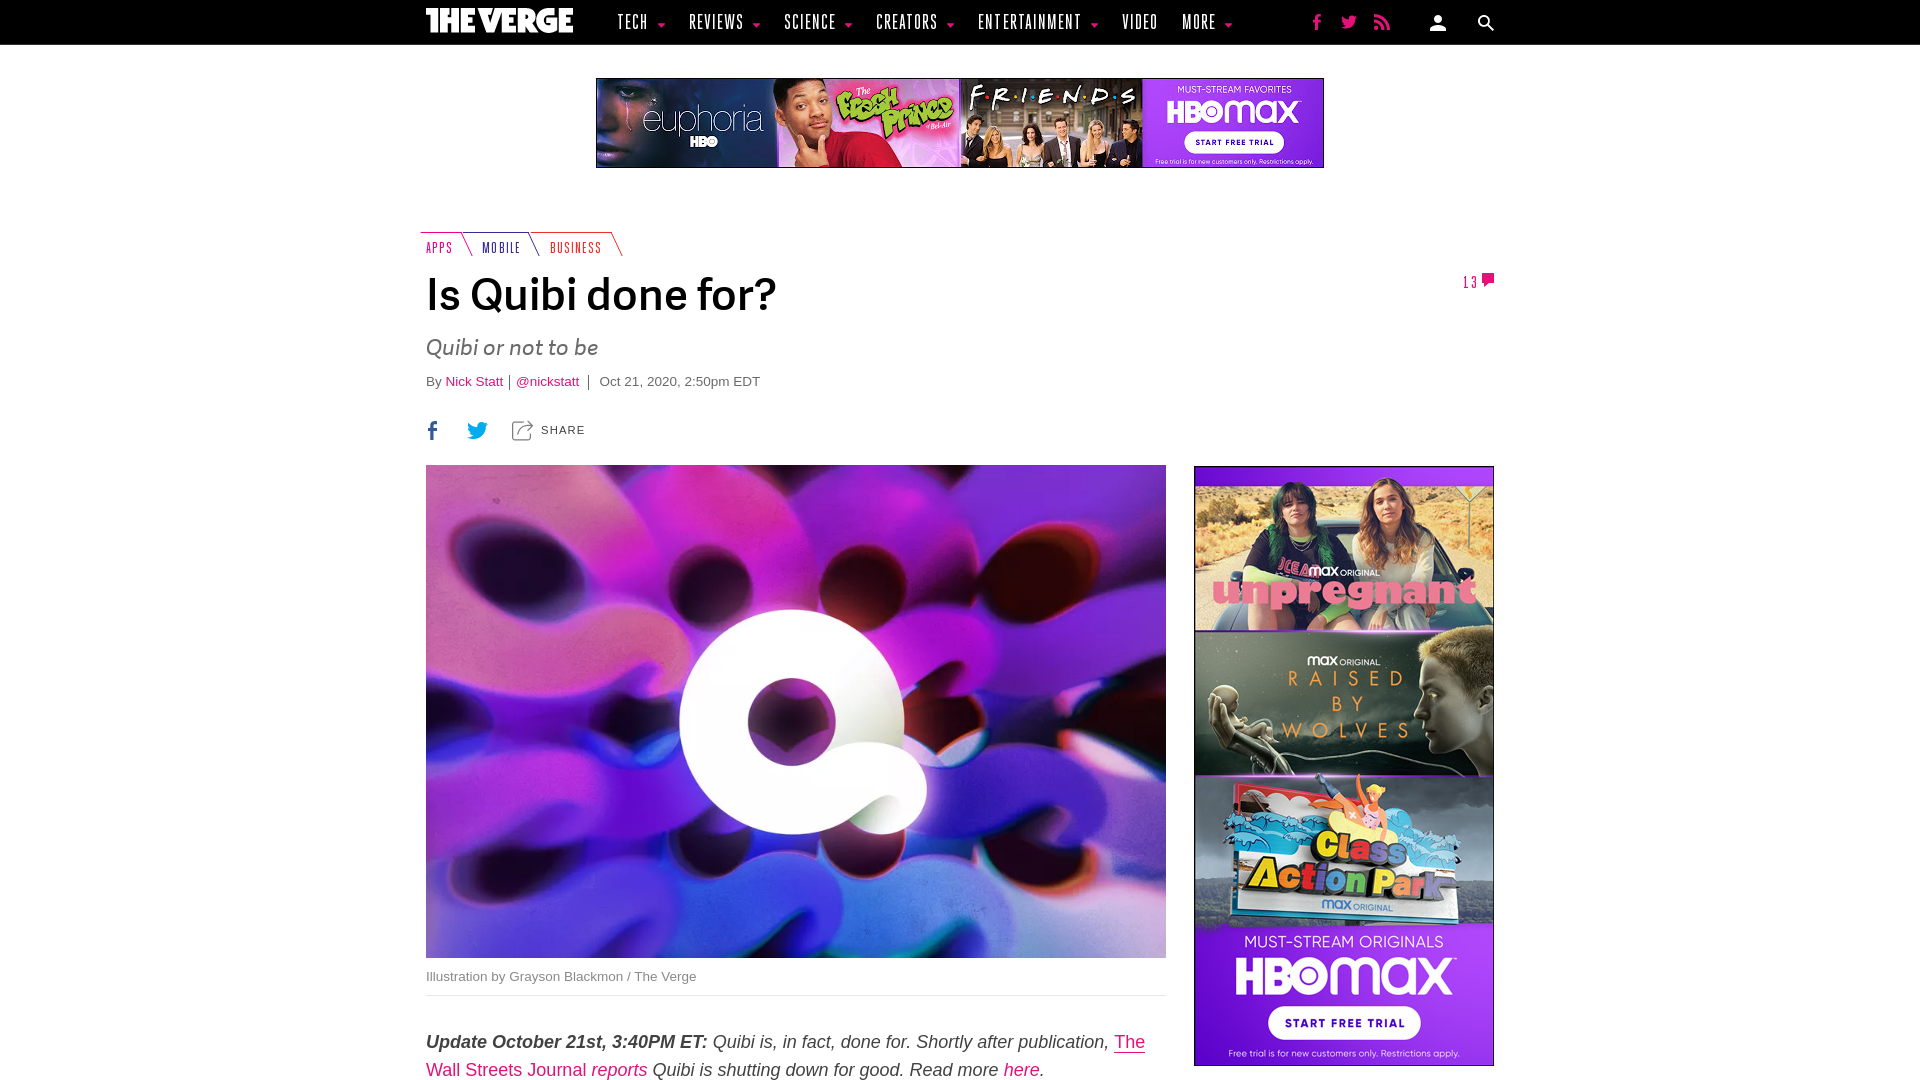 THE VERGE
TECH
REVIEWS
SCIENCE
CREATORS
ENTERTAINMENT
VIDEO
MORE
euphoria
HBO
The
Fresh Prince
of Bel-Air
F·R·I·E·N·D·S
MUST-STREAM FAVORITES
HBOMAX
START FREE TRIAL
Free trial is for new customers only. Restrictions apply.
APPS
MOBILE
BUSINESS
Is Quibi done for?
13
Quibi or not to be
By Nick Statt | @nickstatt | Oct 21, 2020, 2:50pm EDT
SHARE
Illustration by Grayson Blackmon / The Verge
Update October 21st, 3:40PM ET: Quibi is, in fact, done for. Shortly after publication, The
Wall Streets Journal reports Quibi is shutting down for good. Read more here.
max ORIGINAL
unpregnant
max ORIGINAL
RAISED
BY
WOLVES
Class
Action Park
max ORIGINAL
MUST-STREAM ORIGINALS
HBOMAX
START FREE TRIAL
Free trial is for new customers only. Restrictions apply.